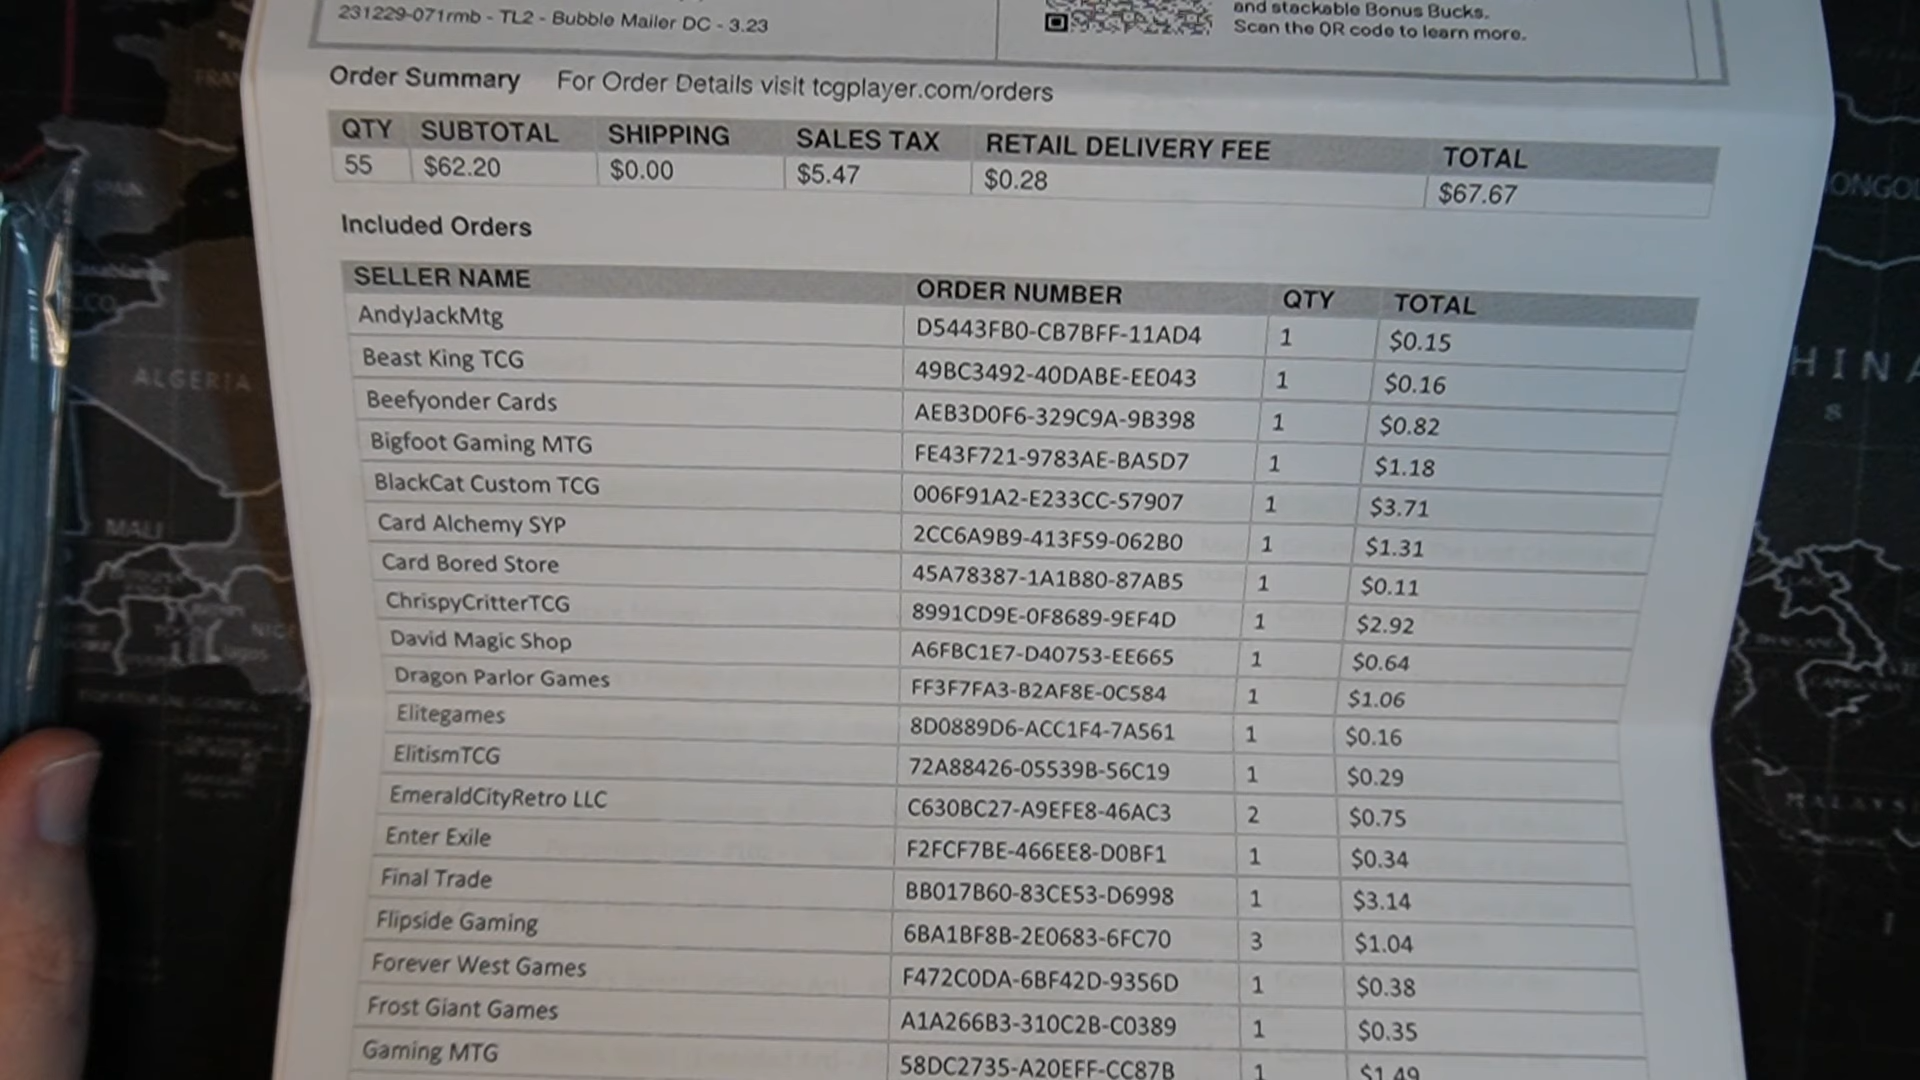 231229-071rmb - TL2 - Bubble Mailer DC - 3.23
and stackable Bonus Bucks.
Scan the QR code to learn more.
Order Summary For Order Details visit tcgplayer.com/orders
QTY SUBTOTAL SHIPPING SALES TAX RETAIL DELIVERY FEE TOTAL
55 $62.20 $0.00 $5.47 $0.28 $67.67
Included Orders
SELLER NAME ORDER NUMBER QTY TOTAL
AndyJackMtg D5443FB0-CB7BFF-11AD4 1 $0.15
Beast King TCG 49BC3492-40DABE-EE043 1 $0.16
Beefyonder Cards AEB3D0F6-329C9A-9B398 1 $0.82
Bigfoot Gaming MTG FE43F721-9783AE-BA5D7 1 $1.18
BlackCat Custom TCG 006F91A2-E233CC-57907 1 $3.71
Card Alchemy SYP 2CC6A9B9-413F59-062B0 1 $1.31
Card Bored Store 45A78387-1A1B80-87AB5 1 $0.11
ChrispyCritterTCG 8991CD9E-0F8689-9EF4D 1 $2.92
David Magic Shop A6FBC1E7-D40753-EE665 1 $0.64
Dragon Parlor Games FF3F7FA3-B2AF8E-0C584 1 $1.06
Elitegames 8D0889D6-ACC1F4-7A561 1 $0.16
ElitismTCG 72A88426-05539B-56C19 1 $0.29
EmeraldCityRetro LLC C630BC27-A9EFE8-46AC3 2 $0.75
Enter Exile F2FCF7BE-466EE8-D0BF1 1 $0.34
Final Trade BB017B60-83CE53-D6998 1 $3.14
Flipside Gaming 6BA1BF8B-2E0683-6FC70 3 $1.04
Forever West Games F472C0DA-6BF42D-9356D 1 $0.38
Frost Giant Games A1A266B3-310C2B-C0389 1 $0.35
Gaming MTG 58DC2735-A20EFF-CC87B 1 $1.49
ALGERIA
MALI